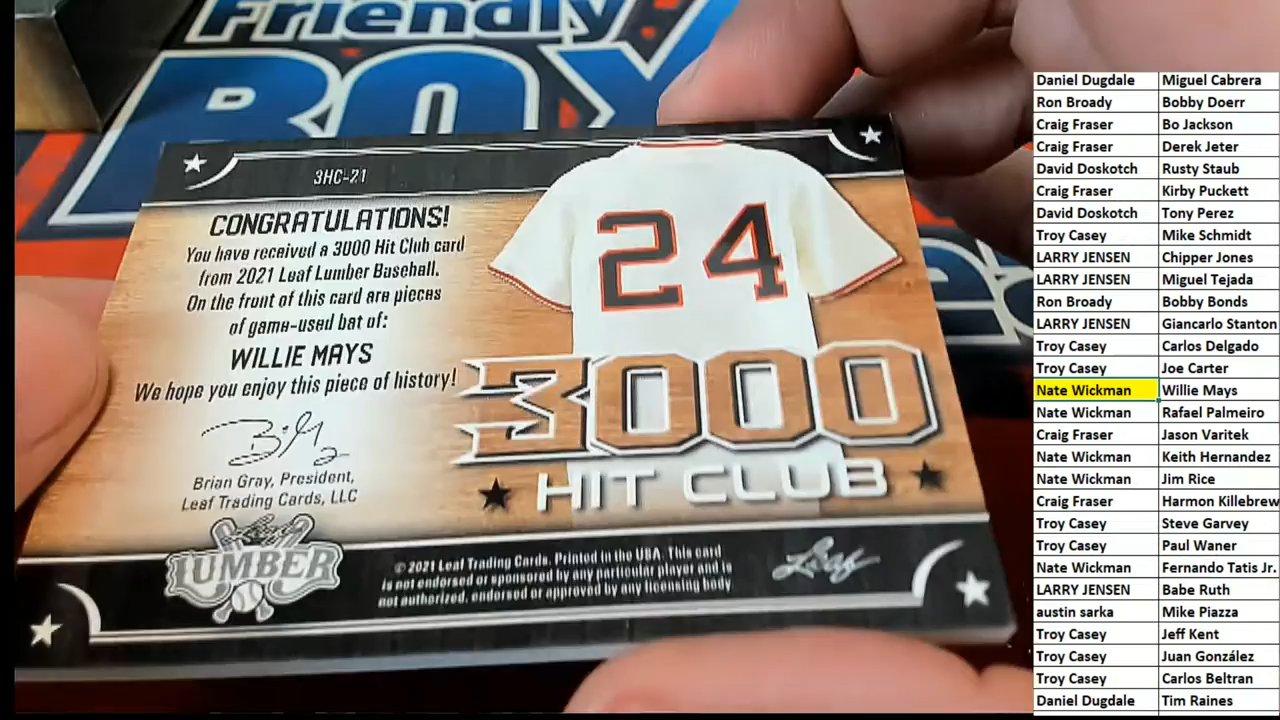 Friendly
BOX
3HC-21
CONGRATULATIONS!
You have received a 3000 Hit Club card
from 2021 Leaf Lumber Baseball.
On the front of this card are pieces
of game-used bat of:
WILLIE MAYS
We hope you enjoy this piece of history!
Brian Gray, President,
Leaf Trading Cards, LLC
24
3000
HIT CLUB
Leaf
LUMBER
© 2021 Leaf Trading Cards. Printed in the USA. This card
is not endorsed or sponsored by any particular player and is
not authorized, endorsed or approved by any licensing body
Leaf
Daniel Dugdale Miguel Cabrera
Ron Broady Bobby Doerr
Craig Fraser Bo Jackson
Craig Fraser Derek Jeter
David Doskotch Rusty Staub
Craig Fraser Kirby Puckett
David Doskotch Tony Perez
Troy Casey Mike Schmidt
LARRY JENSEN Chipper Jones
LARRY JENSEN Miguel Tejada
Ron Broady Bobby Bonds
LARRY JENSEN Giancarlo Stanton
Troy Casey Carlos Delgado
Troy Casey Joe Carter
Nate Wickman Willie Mays
Nate Wickman Rafael Palmeiro
Craig Fraser Jason Varitek
Nate Wickman Keith Hernandez
Nate Wickman Jim Rice
Craig Fraser Harmon Killebrew
Troy Casey Steve Garvey
Troy Casey Paul Waner
Nate Wickman Fernando Tatis Jr.
LARRY JENSEN Babe Ruth
austin sarka Mike Piazza
Troy Casey Jeff Kent
Troy Casey Juan González
Troy Casey Carlos Beltran
Daniel Dugdale Tim Raines